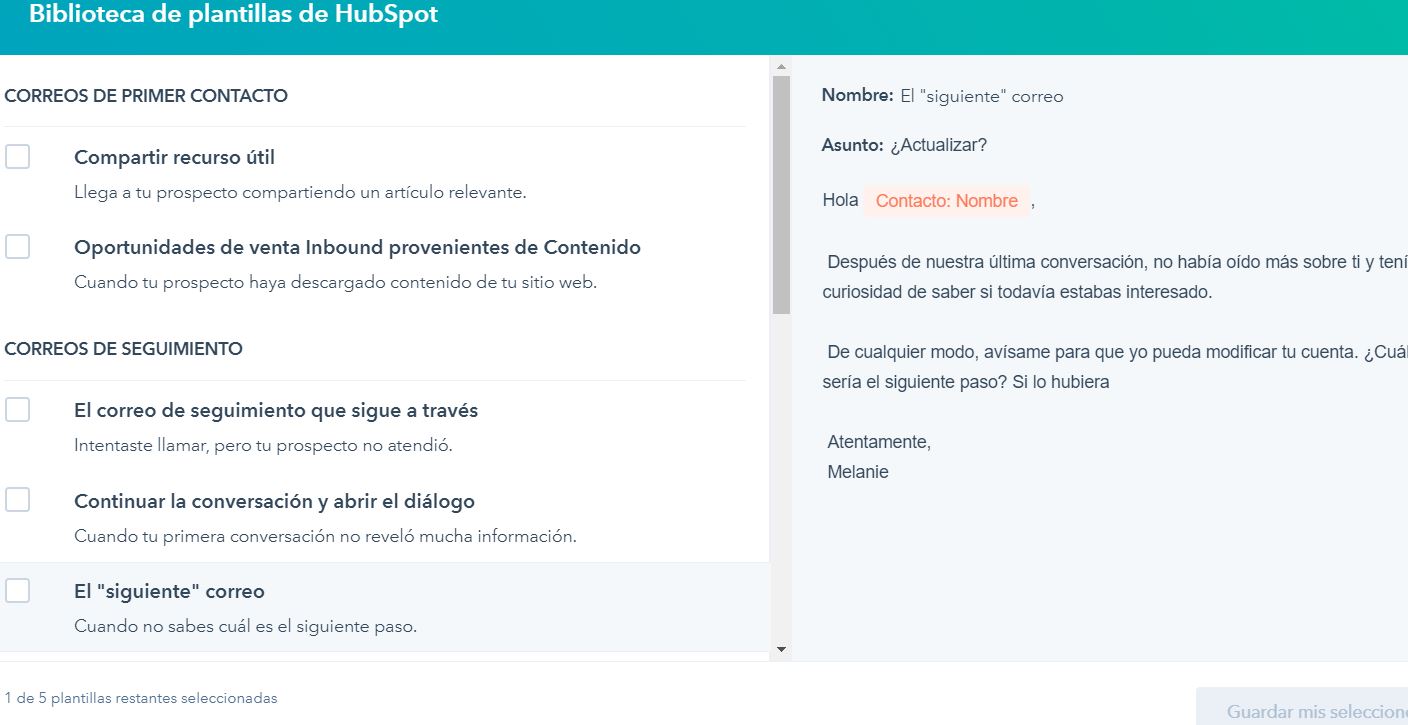 Biblioteca de plantillas de HubSpot
CORREOS DE PRIMER CONTACTO
Compartir recurso útil
Llega a tu prospecto compartiendo un artículo relevante.
Oportunidades de venta Inbound provenientes de Contenido
Cuando tu prospecto haya descargado contenido de tu sitio web.
CORREOS DE SEGUIMIENTO
El correo de seguimiento que sigue a través
Intentaste llamar, pero tu prospecto no atendió.
Continuar la conversación y abrir el diálogo
Cuando tu primera conversación no reveló mucha información.
El "siguiente" correo
Cuando no sabes cuál es el siguiente paso.
1 de 5 plantillas restantes seleccionadas
Nombre: El "siguiente" correo
Asunto: ¿Actualizar?
Hola Contacto: Nombre ,
Después de nuestra última conversación, no había oído más sobre ti y tení
curiosidad de saber si todavía estabas interesado.
De cualquier modo, avísame para que yo pueda modificar tu cuenta. ¿Cuál
sería el siguiente paso? Si lo hubiera
Atentamente,
Melanie
Guardar mis seleccione